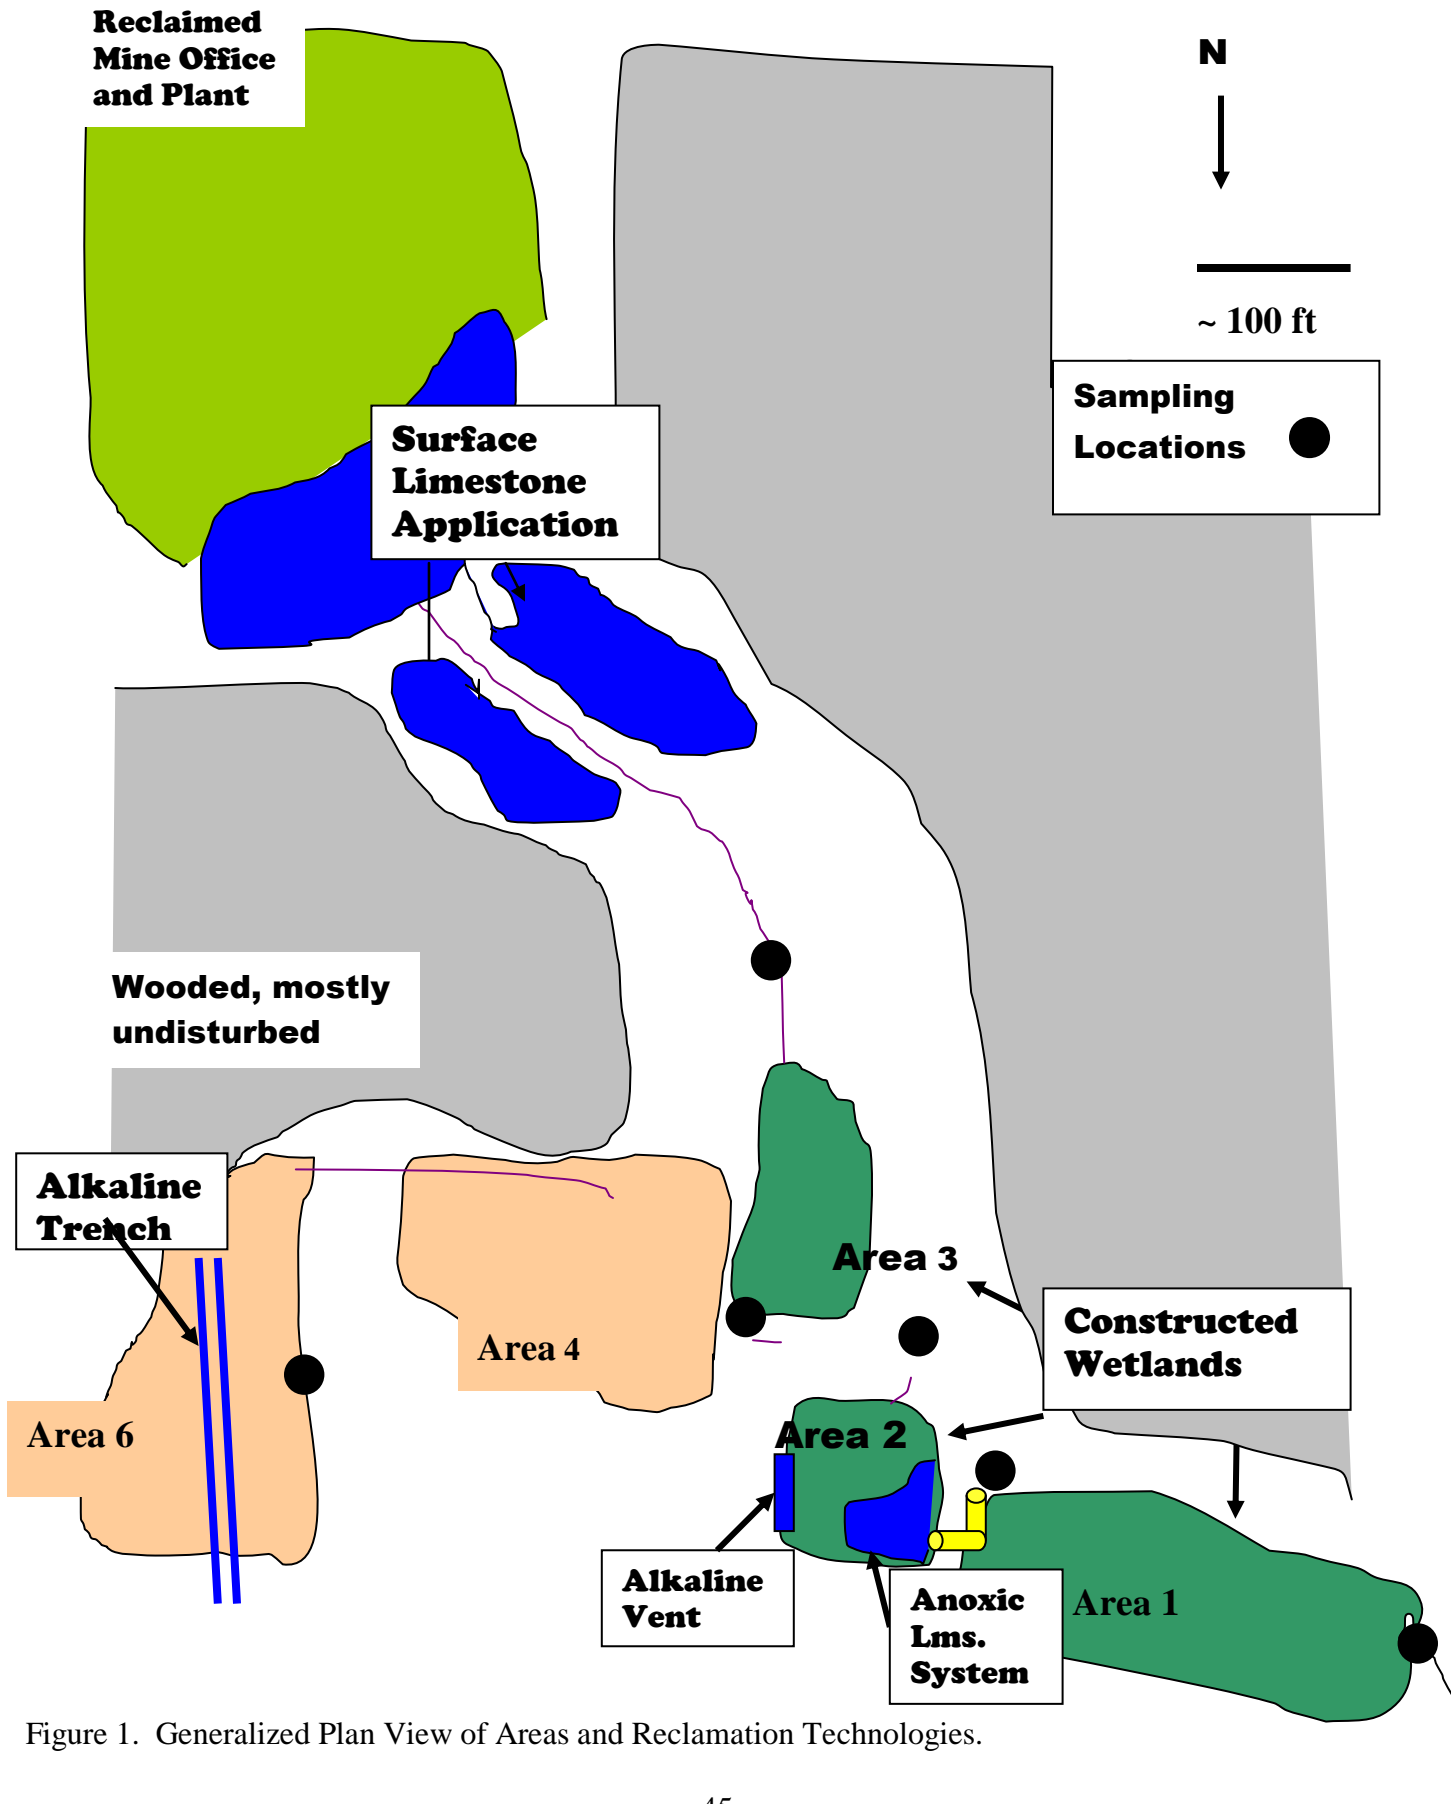 Reclaimed
Mine Office
and Plant
N
~ 100 ft
Sampling
Locations
Surface
Limestone
Application
Wooded, mostly
undisturbed
Alkaline
Trench
Area 3
Constructed
Wetlands
Area 4
Area 6
Area 2
Alkaline
Vent
Anoxic
Lms.
System
Area 1
Figure 1. Generalized Plan View of Areas and Reclamation Technologies.